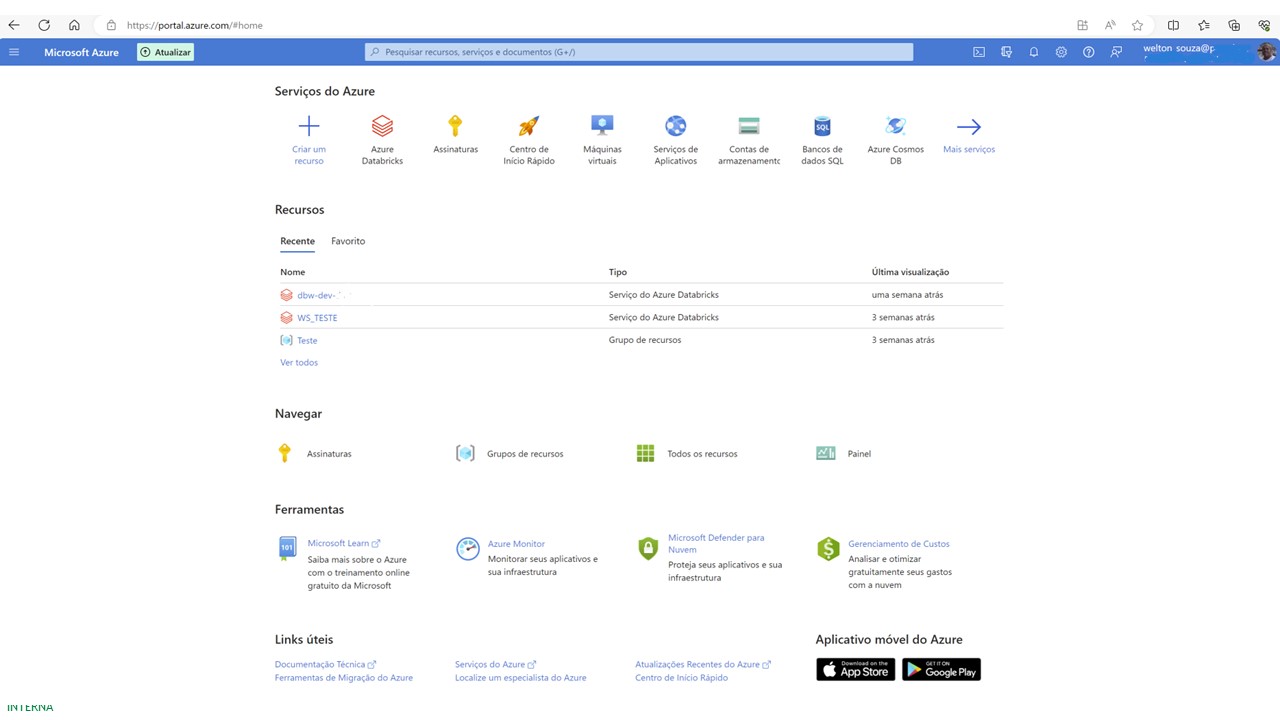 https://portal.azure.com/#home
Microsoft Azure
Atualizar
Pesquisar recursos, serviços e documentos (G+/)
welton souza@p
Serviços do Azure
Criar um recurso
Azure Databricks
Assinaturas
Centro de Início Rápido
Máquinas virtuais
Serviços de Aplicativos
Contas de armazenamento
SQL
Bancos de dados SQL
Azure Cosmos DB
Mais serviços
Recursos
Recente Favorito
Nome Tipo Última visualização
dbw-dev- Serviço do Azure Databricks uma semana atrás
WS_TESTE Serviço do Azure Databricks 3 semanas atrás
Teste Grupo de recursos 3 semanas atrás
Ver todos
Navegar
Assinaturas Grupos de recursos Todos os recursos Painel
Ferramentas
101
Microsoft Learn
Saiba mais sobre o Azure
com o treinamento online
gratuito da Microsoft
Azure Monitor
Monitorar seus aplicativos e
sua infraestrutura
Microsoft Defender para
Nuvem
Proteja seus aplicativos e sua
infraestrutura
Gerenciamento de Custos
Analisar e otimizar
gratuitamente seus gastos
com a nuvem
Links úteis
Documentação Técnica
Ferramentas de Migração do Azure
Serviços do Azure
Localize um especialista do Azure
Atualizações Recentes do Azure
Centro de Início Rápido
Aplicativo móvel do Azure
Download on the
App Store
GET IT ON
Google Play
INTERNA